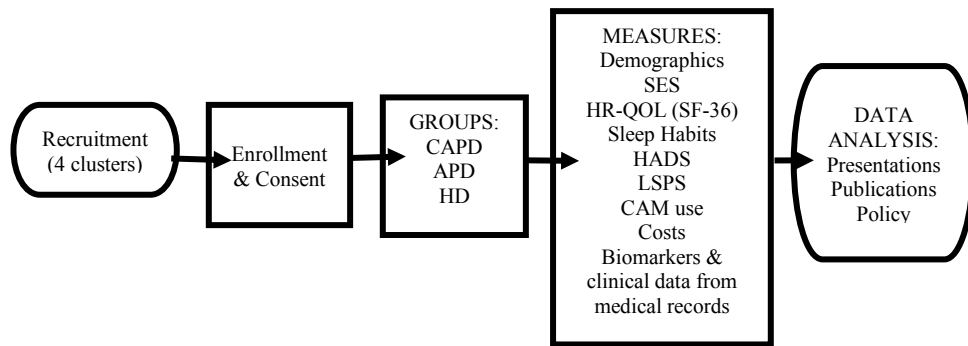 Recruitment
(4 clusters)
Enrollment
& Consent
GROUPS:
CAPD
APD
HD
MEASURES:
Demographics
SES
HR-QOL (SF-36)
Sleep Habits
HADS
LSPS
CAM use
Costs
Biomarkers &
clinical data from
medical records
DATA
ANALYSIS:
Presentations
Publications
Policy